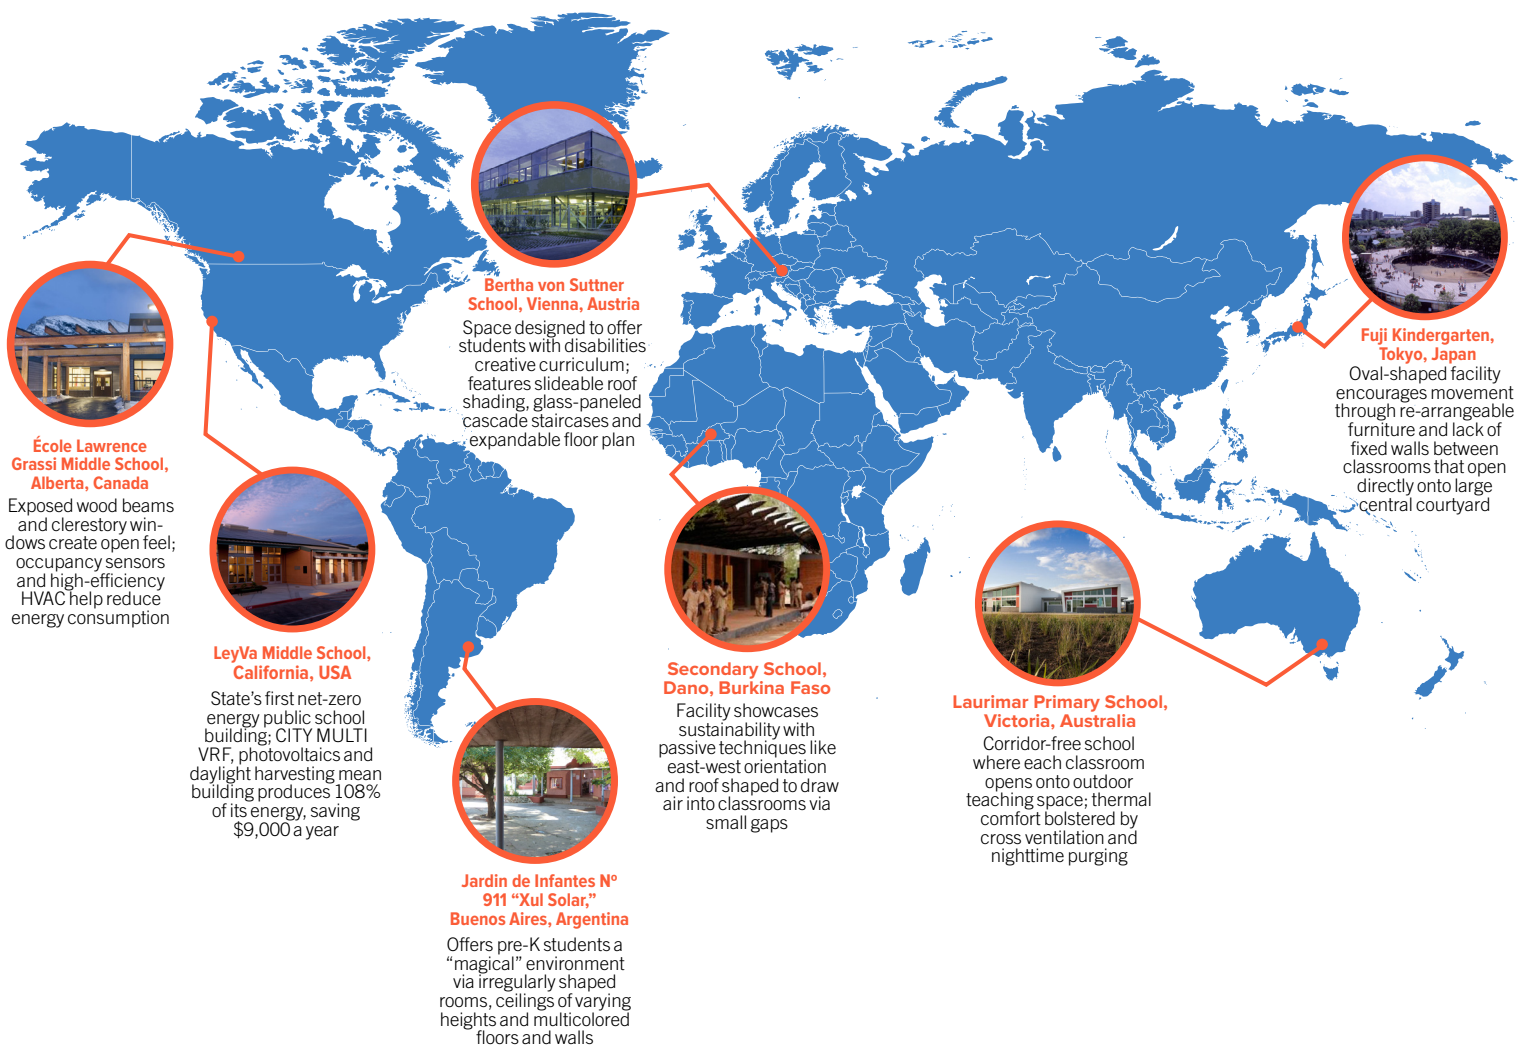 Bertha von Suttner
School, Vienna, Austria
Space designed to offer
students with disabilities
creative curriculum;
features slideable roof
shading, glass-paneled
cascade staircases and
expandable floor plan
Fuji Kindergarten,
Tokyo, Japan
Oval-shaped facility
encourages movement
through re-arrangeable
furniture and lack of
fixed walls between
classrooms that open
directly onto large
central courtyard
École Lawrence
Grassi Middle School,
Alberta, Canada
Exposed wood beams
and clerestory win-
dows create open feel;
occupancy sensors
and high-efficiency
HVAC help reduce
energy consumption
LeyVa Middle School,
California, USA
State’s first net-zero
energy public school
building; CITY MULTI
VRF, photovoltaics and
daylight harvesting mean
building produces 108%
of its energy, saving
$9,000 a year
Secondary School,
Dano, Burkina Faso
Facility showcases
sustainability with
passive techniques like
east-west orientation
and roof shaped to draw
air into classrooms via
small gaps
Laurimar Primary School,
Victoria, Australia
Corridor-free school
where each classroom
opens onto outdoor
teaching space; thermal
comfort bolstered by
cross ventilation and
nighttime purging
Jardin de Infantes Nº
911 “Xul Solar,”
Buenos Aires, Argentina
Offers pre-K students a
“magical” environment
via irregularly shaped
rooms, ceilings of varying
heights and multicolored
floors and walls